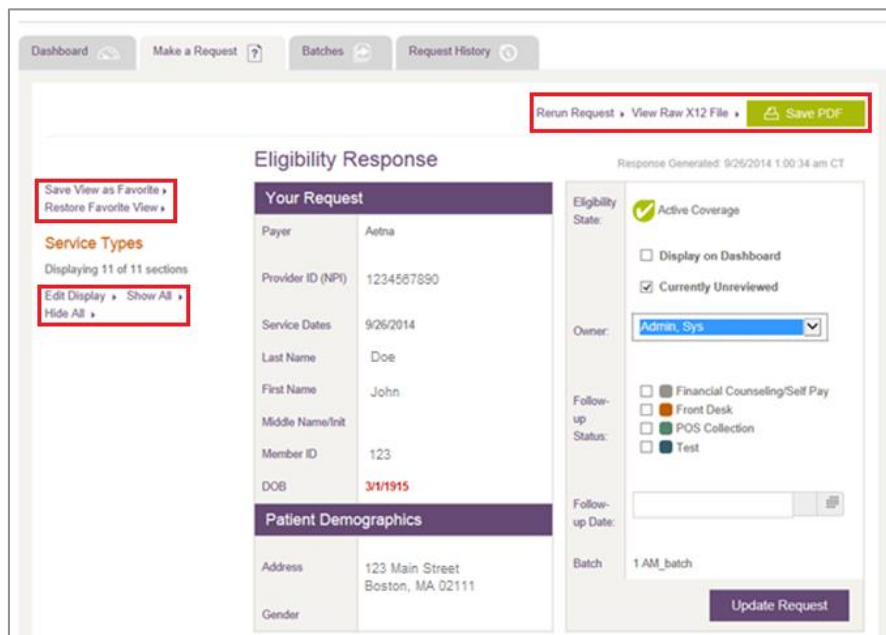 Dashboard
Make a Request
Batches
Request History
Rerun Request
View Raw X12 File
Save PDF
Eligibility Response
Response Generated: 9/26/2014 1:00:34 am CT
Save View as Favorite
Restore Favorite View
Service Types
Displaying 11 of 11 sections
Edit Display Show All
Hide All
Your Request
Payer Aetna
Provider ID (NPI) 1234567890
Service Dates 9/26/2014
Last Name Doe
First Name John
Middle Name/Init
Member ID 123
DOB 3/1/1915
Patient Demographics
Address 123 Main Street
Boston, MA 02111
Gender
Eligibility
State:
Active Coverage
Display on Dashboard
Currently Unreviewed
Owner: Admin, Sys
Follow-
up
Status:
Financial Counseling/Self Pay
Front Desk
POS Collection
Test
Follow-
up Date:
Batch 1 AM_batch
Update Request